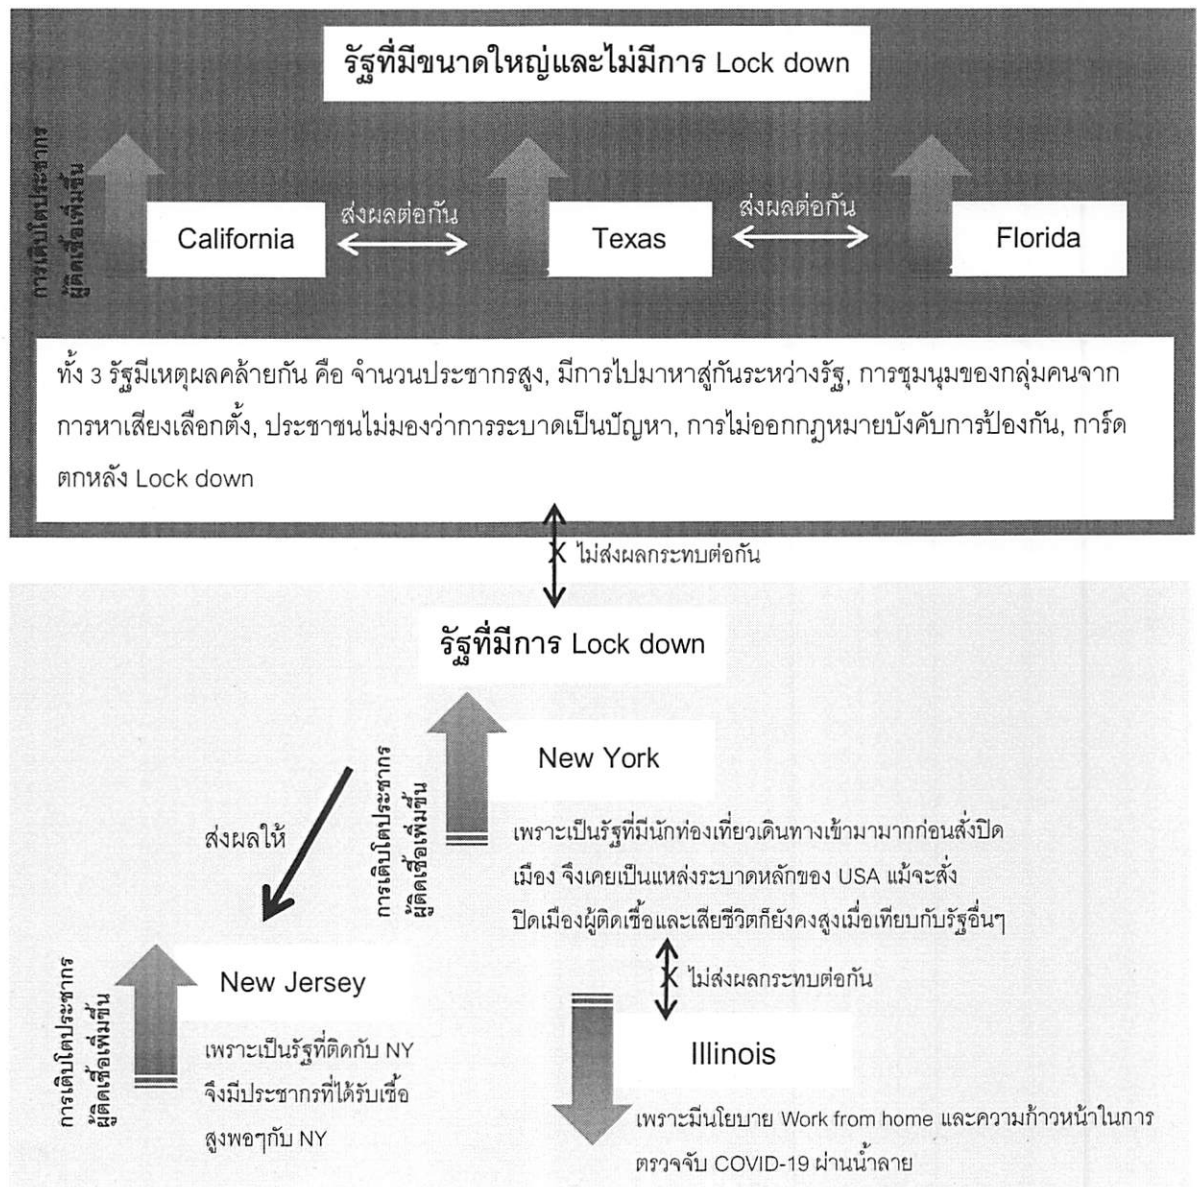 รัฐที่มีขนาดใหญ่และไม่มีการ Lock down
การเติบโตประชากร
ผู้ติดเชื้อเพิ่มขึ้น
California
ส่งผลต่อกัน
Texas
ส่งผลต่อกัน
Florida
ทั้ง 3 รัฐมีเหตุผลคล้ายกัน คือ จำนวนประชากรสูง, มีการไปมาหาสู่กันระหว่างรัฐ, การชุมนุมของกลุ่มคนจาก
การหาเสียงเลือกตั้ง, ประชาชนไม่มองว่าการระบาดเป็นปัญหา, การไม่ออกกฎหมายบังคับการป้องกัน, การ์ด
ตกหลัง Lock down
X ไม่ส่งผลกระทบต่อกัน
รัฐที่มีการ Lock down
การเติบโตประชากร
ผู้ติดเชื้อเพิ่มขึ้น
New York
เพราะเป็นรัฐที่มีนักท่องเที่ยวเดินทางเข้ามามากก่อนสั่งปิด
เมือง จึงเคยเป็นแหล่งระบาดหลักของ USA แม้จะสั่ง
ปิดเมืองผู้ติดเชื้อและเสียชีวิตก็ยังคงสูงเมื่อเทียบกับรัฐอื่นๆ
ส่งผลให้
การเติบโตประชากร
ผู้ติดเชื้อเพิ่มขึ้น
New Jersey
เพราะเป็นรัฐที่ติดกับ NY
จึงมีประชากรที่ได้รับเชื้อ
สูงพอๆกับ NY
X ไม่ส่งผลกระทบต่อกัน
Illinois
เพราะมีนโยบาย Work from home และความก้าวหน้าในการ
ตรวจจับ COVID-19 ผ่านน้ำลาย